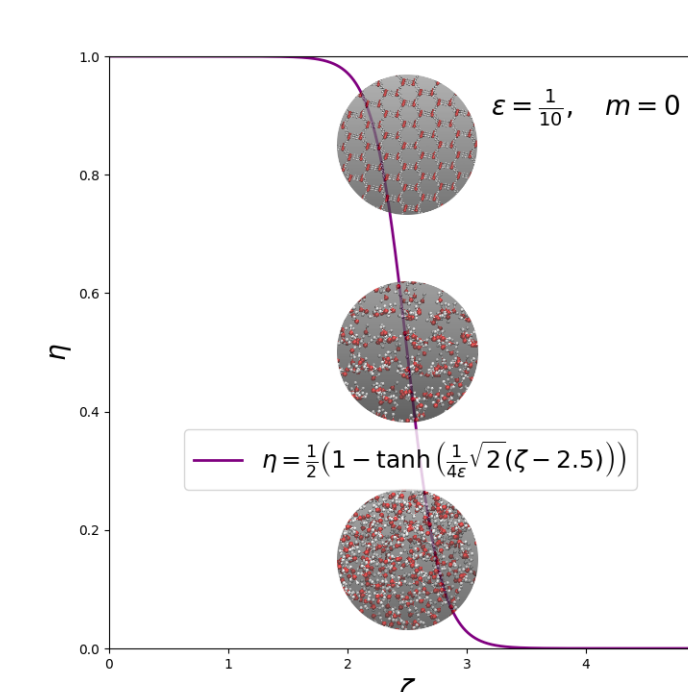 1.0
ε = 1/10, m = 0
0.8
0.6
η
0.4
η = 1/2(1 − tanh(1/4ε √2(ζ − 2.5)))
0.2
0.0
0 1 2 3 4
ζ